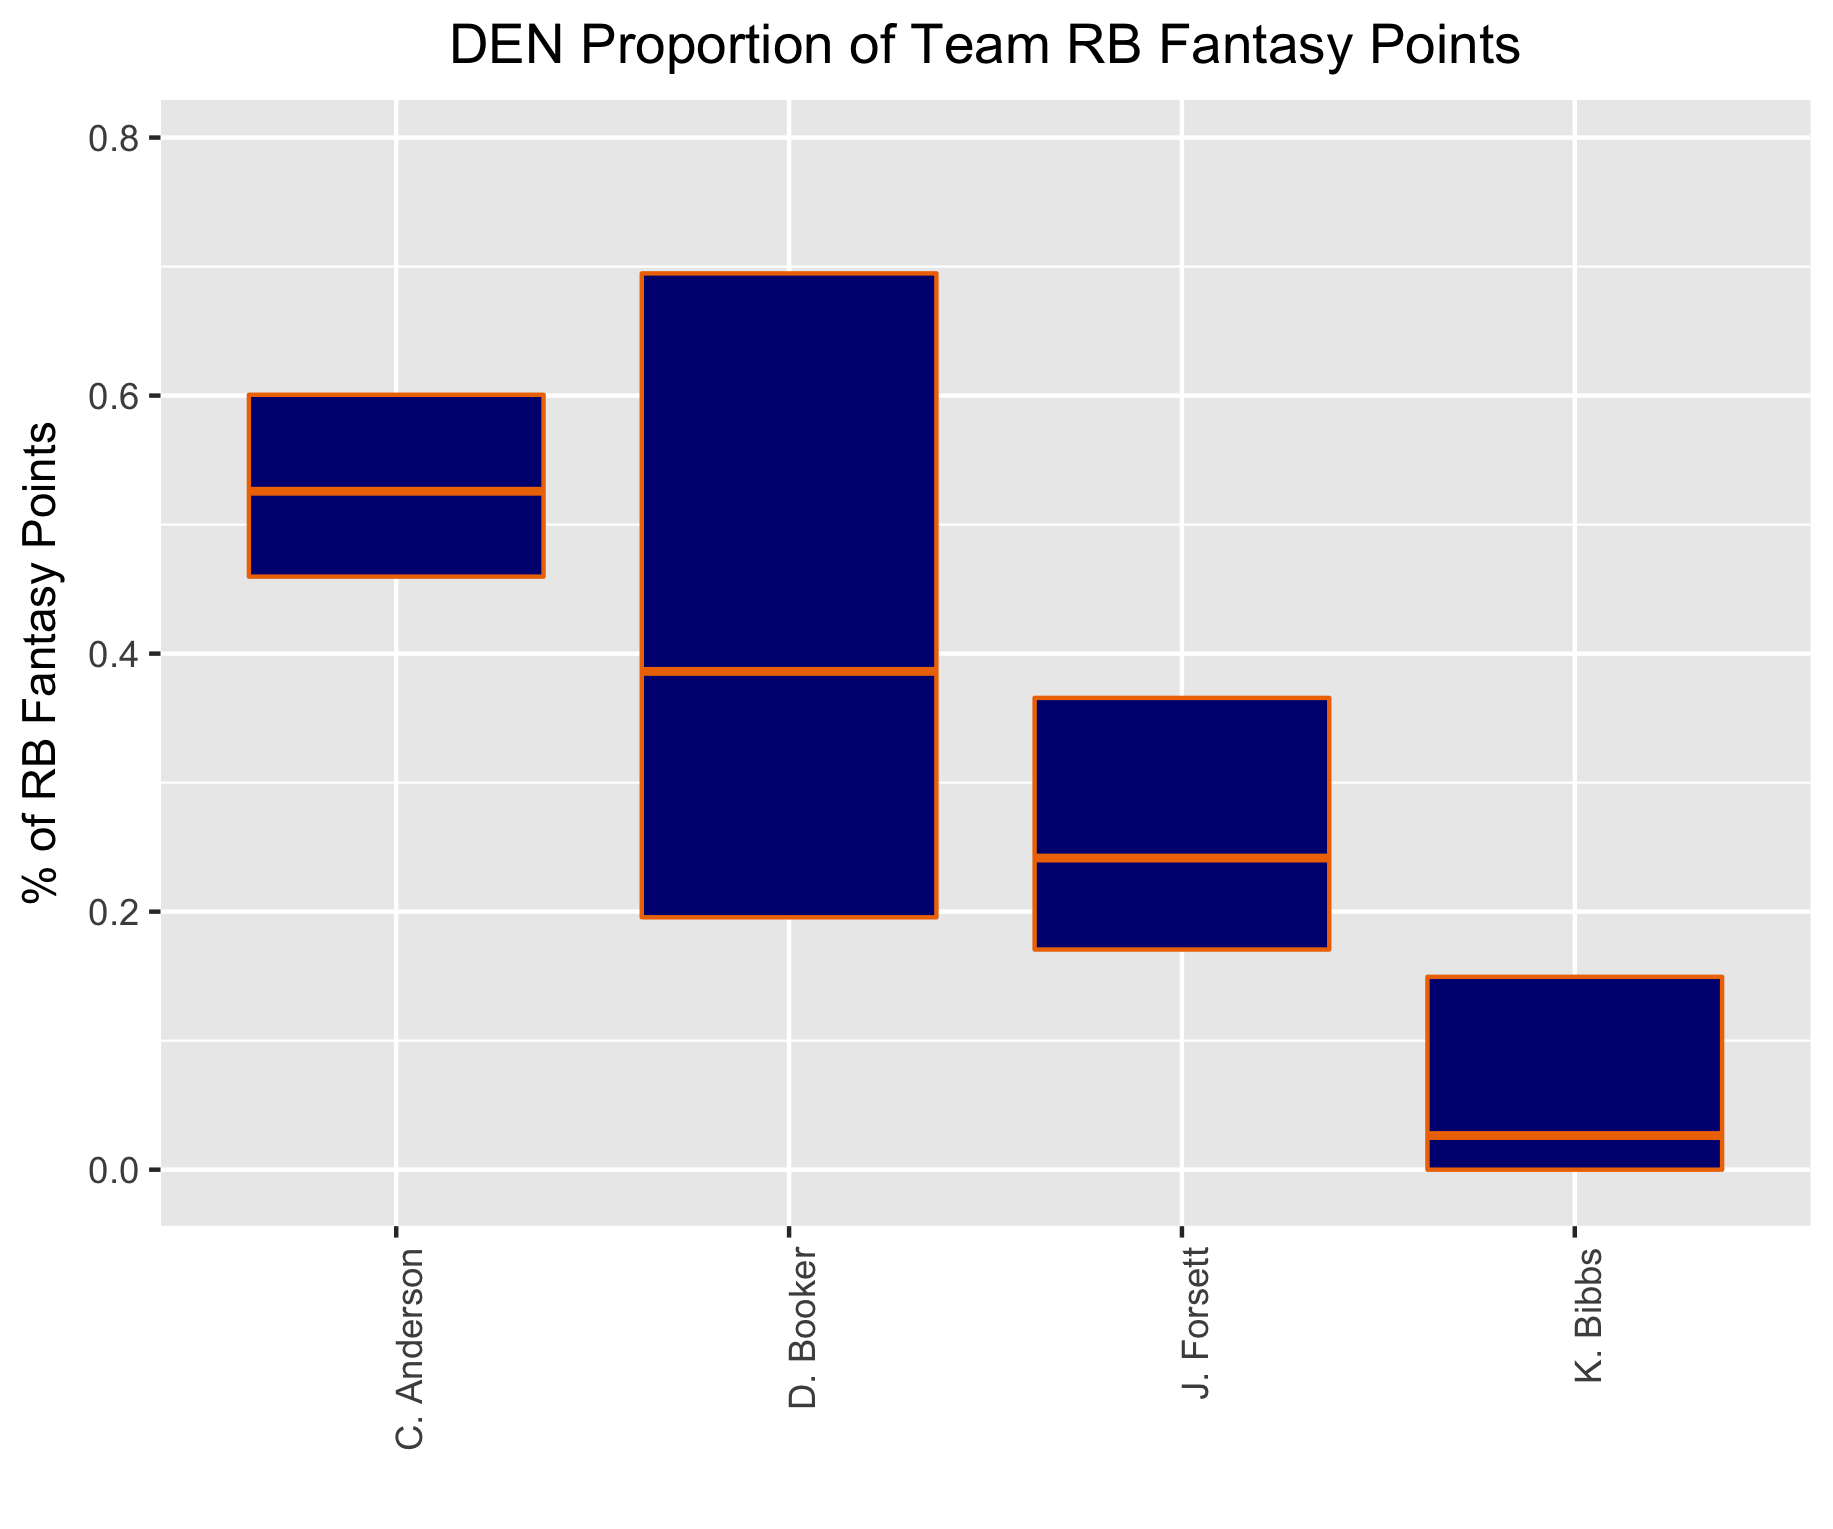 DEN Proportion of Team RB Fantasy Points
% of RB Fantasy Points
0.8
0.6
0.4
0.2
0.0
C. Anderson
D. Booker
J. Forsett
K. Bibbs